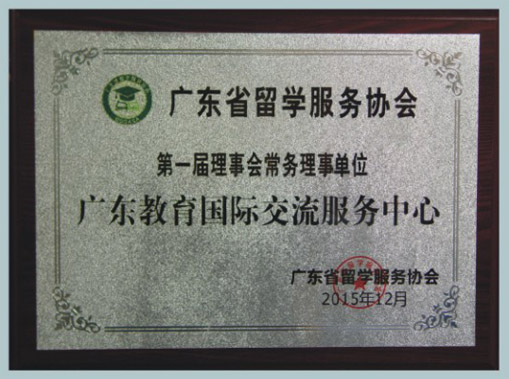 广东省留学服务协会
第一届理事会常务理事单位
广东教育国际交流服务中心
广东省留学服务协会
2015年12月